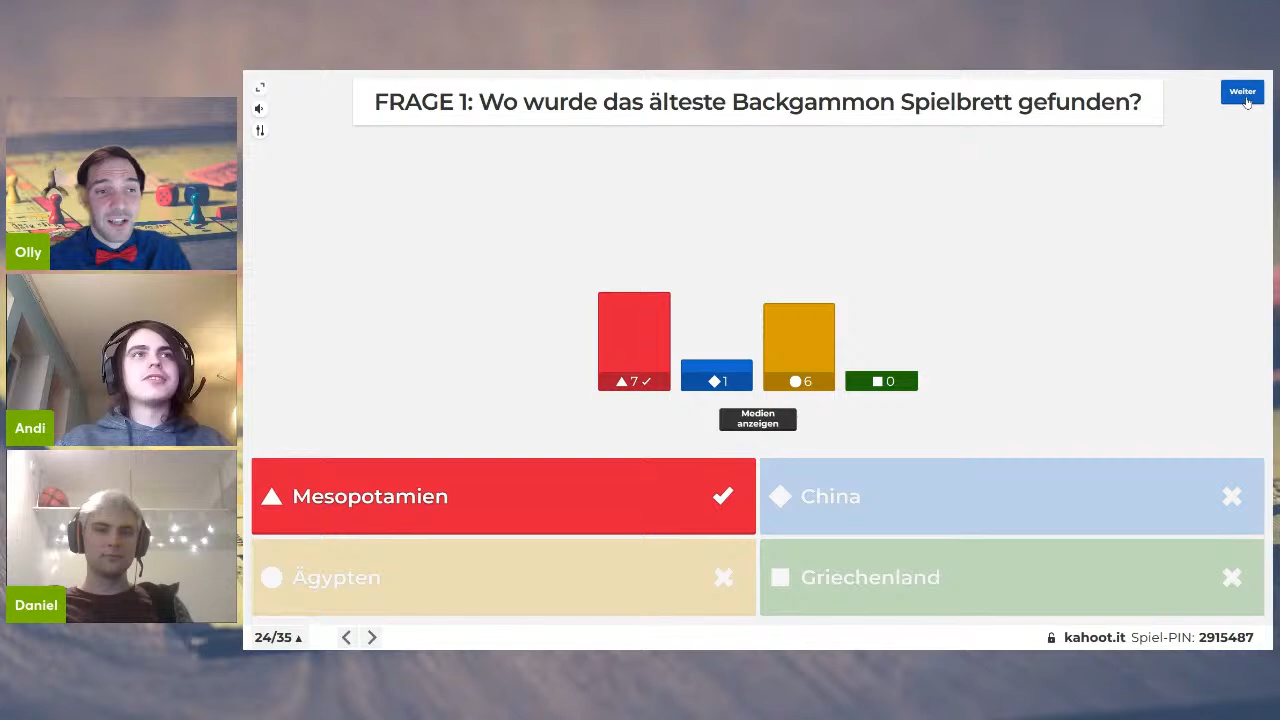 FRAGE 1: Wo wurde das älteste Backgammon Spielbrett gefunden?
Weiter
Olly
Andi
Daniel
7
1
6
0
Medien
anzeigen
Mesopotamien
China
Ägypten
Griechenland
24/35
kahoot.it Spiel-PIN: 2915487